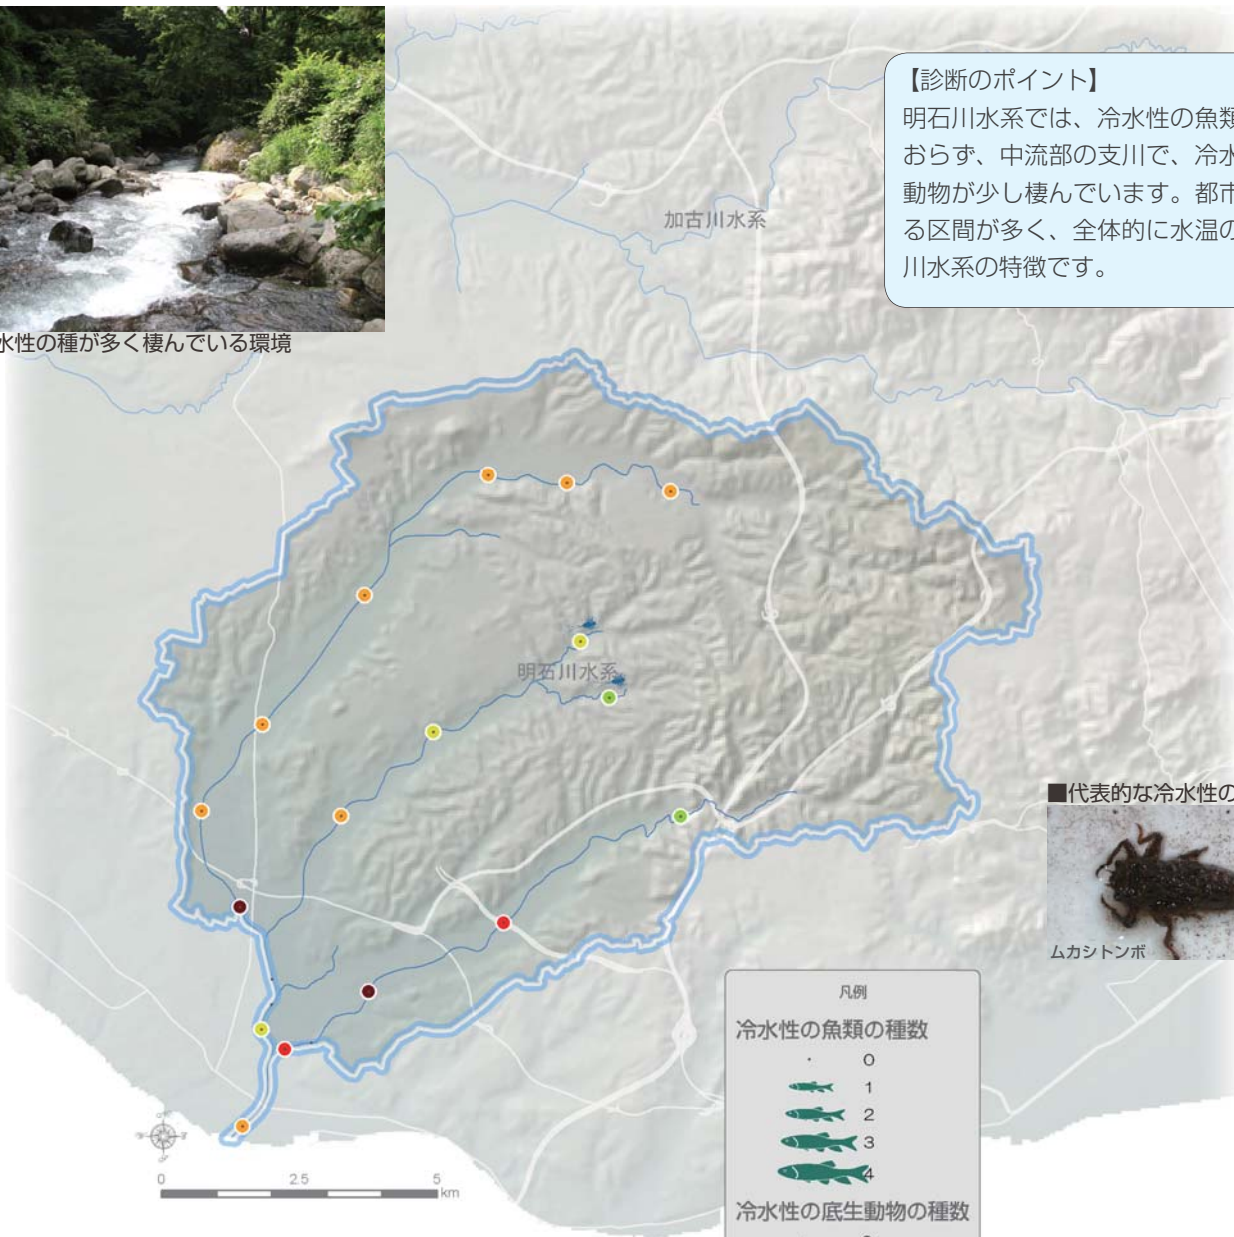 【診断のポイント】
明石川水系では、冷水性の魚類
おらず、中流部の支川で、冷水
動物が少し棲んでいます。都市
る区間が多く、全体的に水温の
川水系の特徴です。
加古川水系
水性の種が多く棲んでいる環境
明石川水系
■代表的な冷水性の
ムカシトンボ
凡例
冷水性の魚類の種数
0
1
2
3
4
冷水性の底生動物の種数
0 2.5 5
km